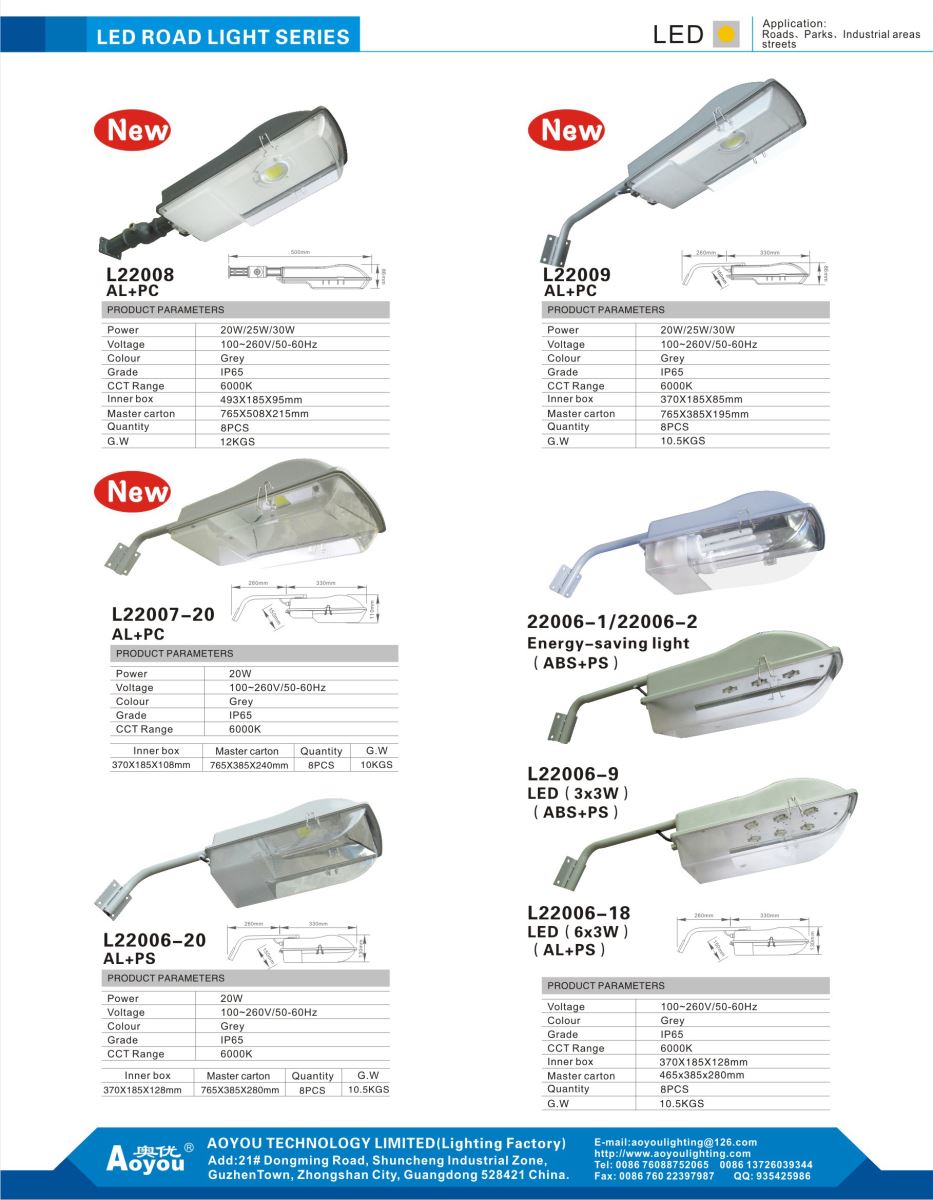 LED ROAD LIGHT SERIES
LED
Application:
Roads、Parks、Industrial areas
streets
New
500mm
L22008
AL+PC
PRODUCT PARAMETERS
Power 20W/25W/30W
Voltage 100~260V/50-60Hz
Colour Grey
Grade IP65
CCT Range 6000K
Inner box 493X185X95mm
Master carton 765X508X215mm
Quantity 8PCS
G.W 12KGS
New
260mm 330mm
L22009
AL+PC
PRODUCT PARAMETERS
Power 20W/25W/30W
Voltage 100~260V/50-60Hz
Colour Grey
Grade IP65
CCT Range 6000K
Inner box 370X185X85mm
Master carton 765X385X195mm
Quantity 8PCS
G.W 10.5KGS
New
260mm 330mm
150mm 110mm
L22007-20
AL+PC
PRODUCT PARAMETERS
Power 20W
Voltage 100~260V/50-60Hz
Colour Grey
Grade IP65
CCT Range 6000K
Inner box Master carton Quantity G.W
370X185X108mm 765X385X240mm 8PCS 10KGS
22006-1/22006-2
Energy-saving light
( ABS+PS )
L22006-9
LED ( 3x3W )
( ABS+PS )
260mm 330mm
150mm 130mm
L22006-20
AL+PS
PRODUCT PARAMETERS
Power 20W
Voltage 100~260V/50-60Hz
Colour Grey
Grade IP65
CCT Range 6000K
Inner box Master carton Quantity G.W
370X185X128mm 765X385X280mm 8PCS 10.5KGS
L22006-18
LED ( 6x3W )
( AL+PS )
260mm 330mm
PRODUCT PARAMETERS
Voltage 100~260V/50-60Hz
Colour Grey
Grade IP65
CCT Range 6000K
Inner box 370X185X128mm
Master carton 465x385x280mm
Quantity 8PCS
G.W 10.5KGS
Aoyou 奥优 ®
AOYOU TECHNOLOGY LIMITED(Lighting Factory)
Add:21# Dongming Road, Shuncheng Industrial Zone,
GuzhenTown, Zhongshan City, Guangdong 528421 China.
E-mail:aoyoulighting@126.com
http://www.aoyoulighting.com
Tel: 0086 76088752065 0086 13726039344
Fax: 0086 760 22397987 QQ: 935425986